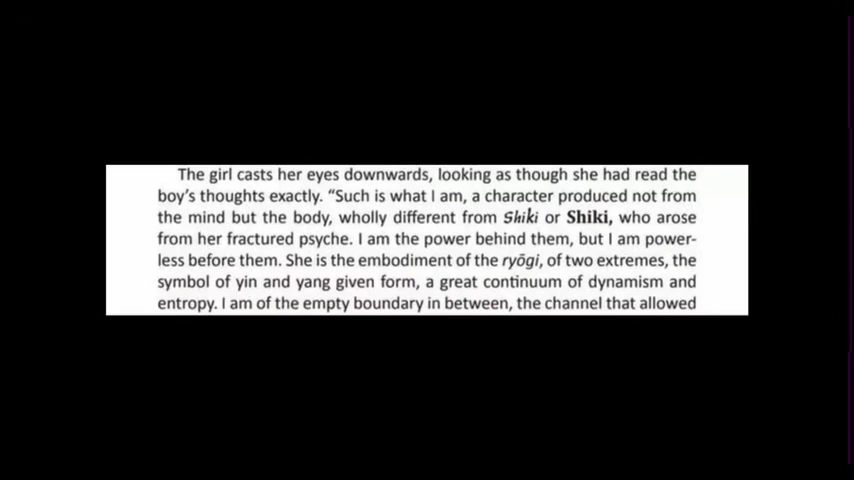 The girl casts her eyes downwards, looking as though she had read the
boy's thoughts exactly. "Such is what I am, a character produced not from
the mind but the body, wholly different from Shiki or Shiki, who arose
from her fractured psyche. I am the power behind them, but I am power-
less before them. She is the embodiment of the ryōgi, of two extremes, the
symbol of yin and yang given form, a great continuum of dynamism and
entropy. I am of the empty boundary in between, the channel that allowed